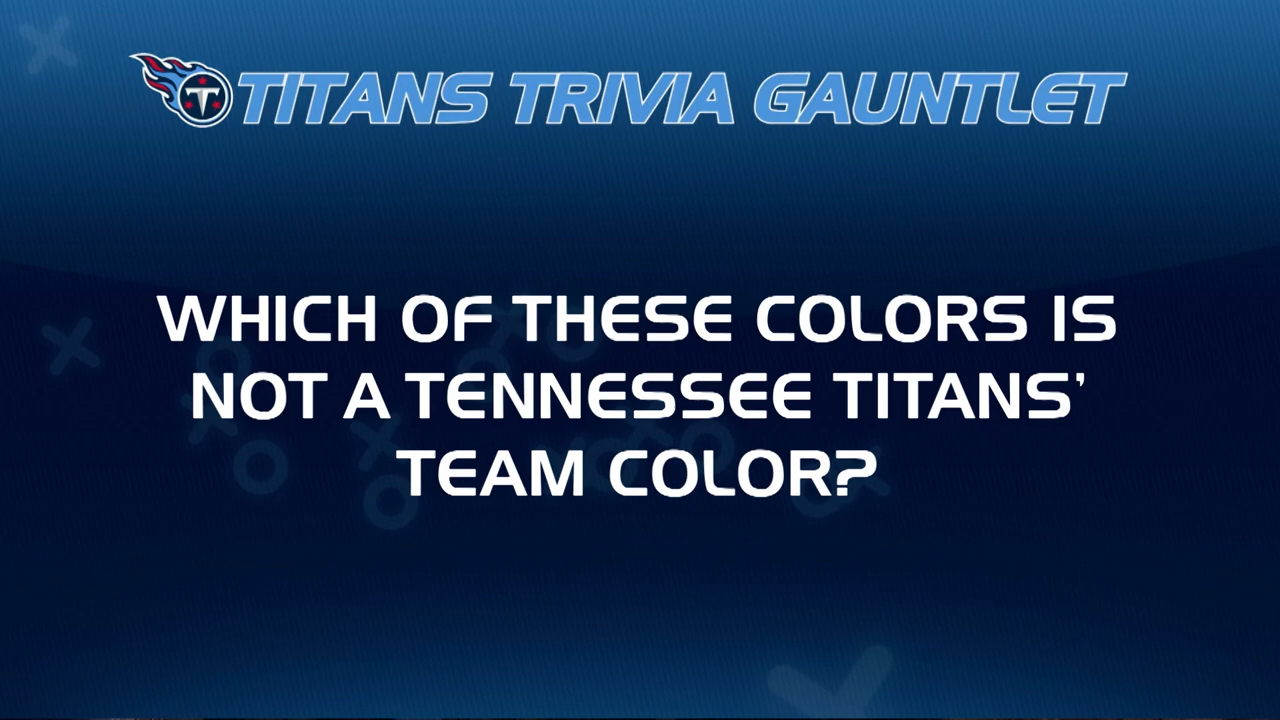 TITANS TRIVIA GAUNTLET
WHICH OF THESE COLORS IS
NOT A TENNESSEE TITANS’
TEAM COLOR?